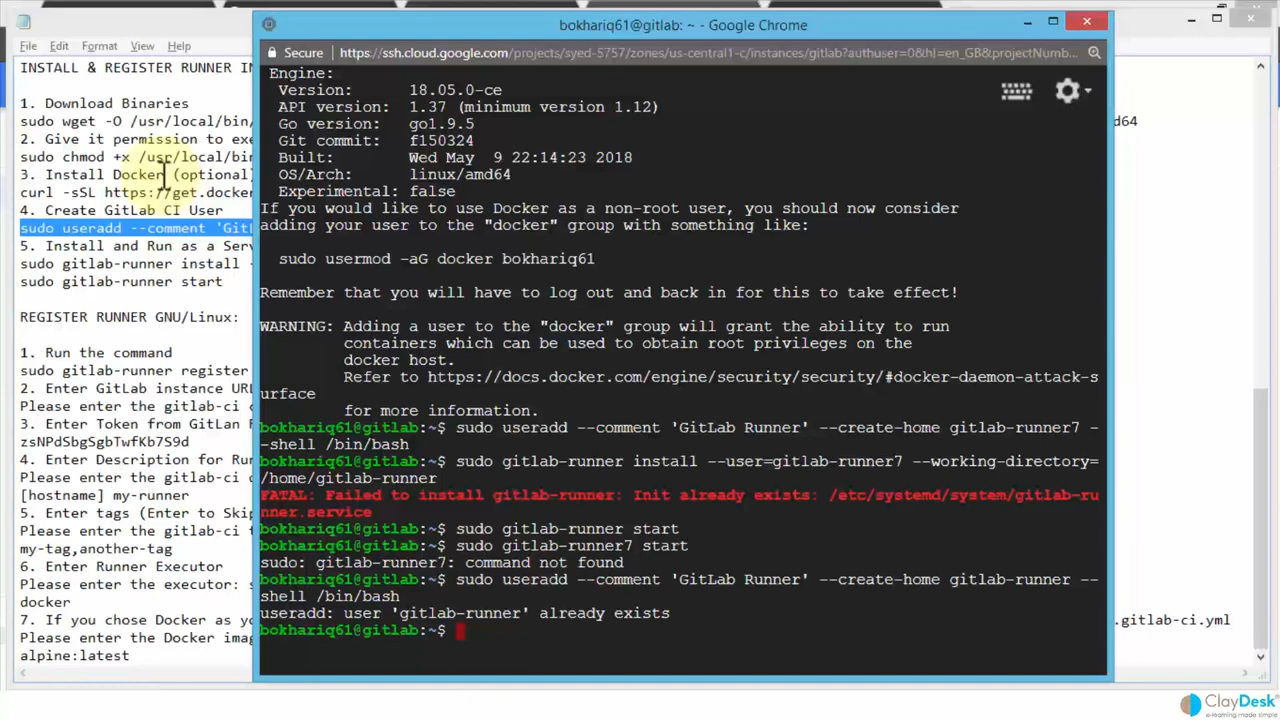 bokhariq61@gitlab: ~ - Google Chrome
Secure https://ssh.cloud.google.com/projects/syed-5757/zones/us-central1-c/instances/gitlab?authuser=0&hl=en_GB&projectNumb...
File Edit Format View Help
INSTALL & REGISTER RUNNER IN
1. Download Binaries
sudo wget -O /usr/local/bin/
d64
2. Give it permission to exe
sudo chmod +x /usr/local/bin
3. Install Docker (optional)
curl -sSL https://get.docker
4. Create GitLab CI User
sudo useradd --comment 'GitL
5. Install and Run as a Serv
sudo gitlab-runner install -
sudo gitlab-runner start
REGISTER RUNNER GNU/Linux:
1. Run the command
sudo gitlab-runner register
2. Enter GitLab instance URL
Please enter the gitlab-ci c
3. Enter Token from GitLan R
zsNPdSbgSgbTwfKb7S9d
4. Enter Description for Run
Please enter the gitlab-ci c
[hostname] my-runner
5. Enter tags (Enter to Skip
Please enter the gitlab-ci t
my-tag,another-tag
6. Enter Runner Executor
Please enter the executor: s
docker
7. If you chose Docker as yo
.gitlab-ci.yml
Please enter the Docker imag
alpine:latest
Engine:
Version: 18.05.0-ce
API version: 1.37 (minimum version 1.12)
Go version: go1.9.5
Git commit: f150324
Built: Wed May 9 22:14:23 2018
OS/Arch: linux/amd64
Experimental: false
If you would like to use Docker as a non-root user, you should now consider
adding your user to the "docker" group with something like:
sudo usermod -aG docker bokhariq61
Remember that you will have to log out and back in for this to take effect!
WARNING: Adding a user to the "docker" group will grant the ability to run
containers which can be used to obtain root privileges on the
docker host.
Refer to https://docs.docker.com/engine/security/security/#docker-daemon-attack-s
urface
for more information.
bokhariq61@gitlab:~$ sudo useradd --comment 'GitLab Runner' --create-home gitlab-runner7 -
-shell /bin/bash
bokhariq61@gitlab:~$ sudo gitlab-runner install --user=gitlab-runner7 --working-directory=
/home/gitlab-runner
FATAL: Failed to install gitlab-runner: Init already exists: /etc/systemd/system/gitlab-ru
nner.service
bokhariq61@gitlab:~$ sudo gitlab-runner start
bokhariq61@gitlab:~$ sudo gitlab-runner7 start
sudo: gitlab-runner7: command not found
bokhariq61@gitlab:~$ sudo useradd --comment 'GitLab Runner' --create-home gitlab-runner --
shell /bin/bash
useradd: user 'gitlab-runner' already exists
bokhariq61@gitlab:~$
ClayDesk
e-learning made simple